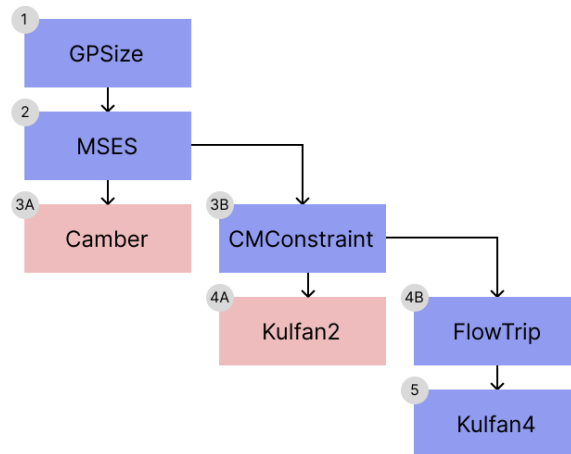 1
GPSize
2
MSES
3A
Camber
3B
CMConstraint
4A
Kulfan2
4B
FlowTrip
5
Kulfan4